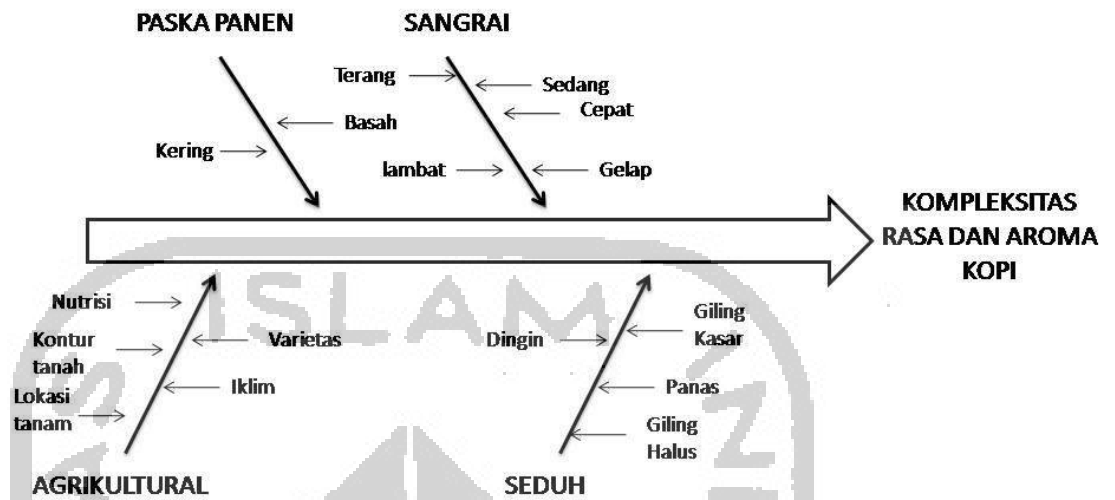 PASKA PANEN
SANGRAI
Terang
Sedang
Cepat
Basah
Kering
lambat
Gelap
KOMPLEKSITAS
RASA DAN AROMA
KOPI
ISLAM
Nutrisi
Kontur
tanah
Lokasi
tanam
Varietas
Iklim
Dingin
Giling
Kasar
Panas
Giling
Halus
AGRIKULTURAL
SEDUH